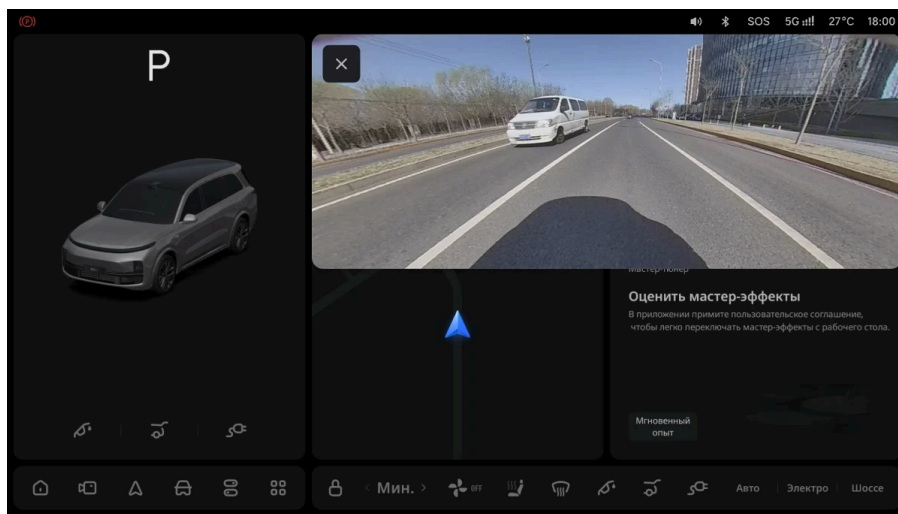 (P)
SOS 5G 27°C 18:00
P
Мастер-тюнер
Оценить мастер-эффекты
В приложении примите пользовательское соглашение,
чтобы легко переключать мастер-эффекты с рабочего стола.
Мгновенный
опыт
Мин. OFF Авто Электро Шоссе